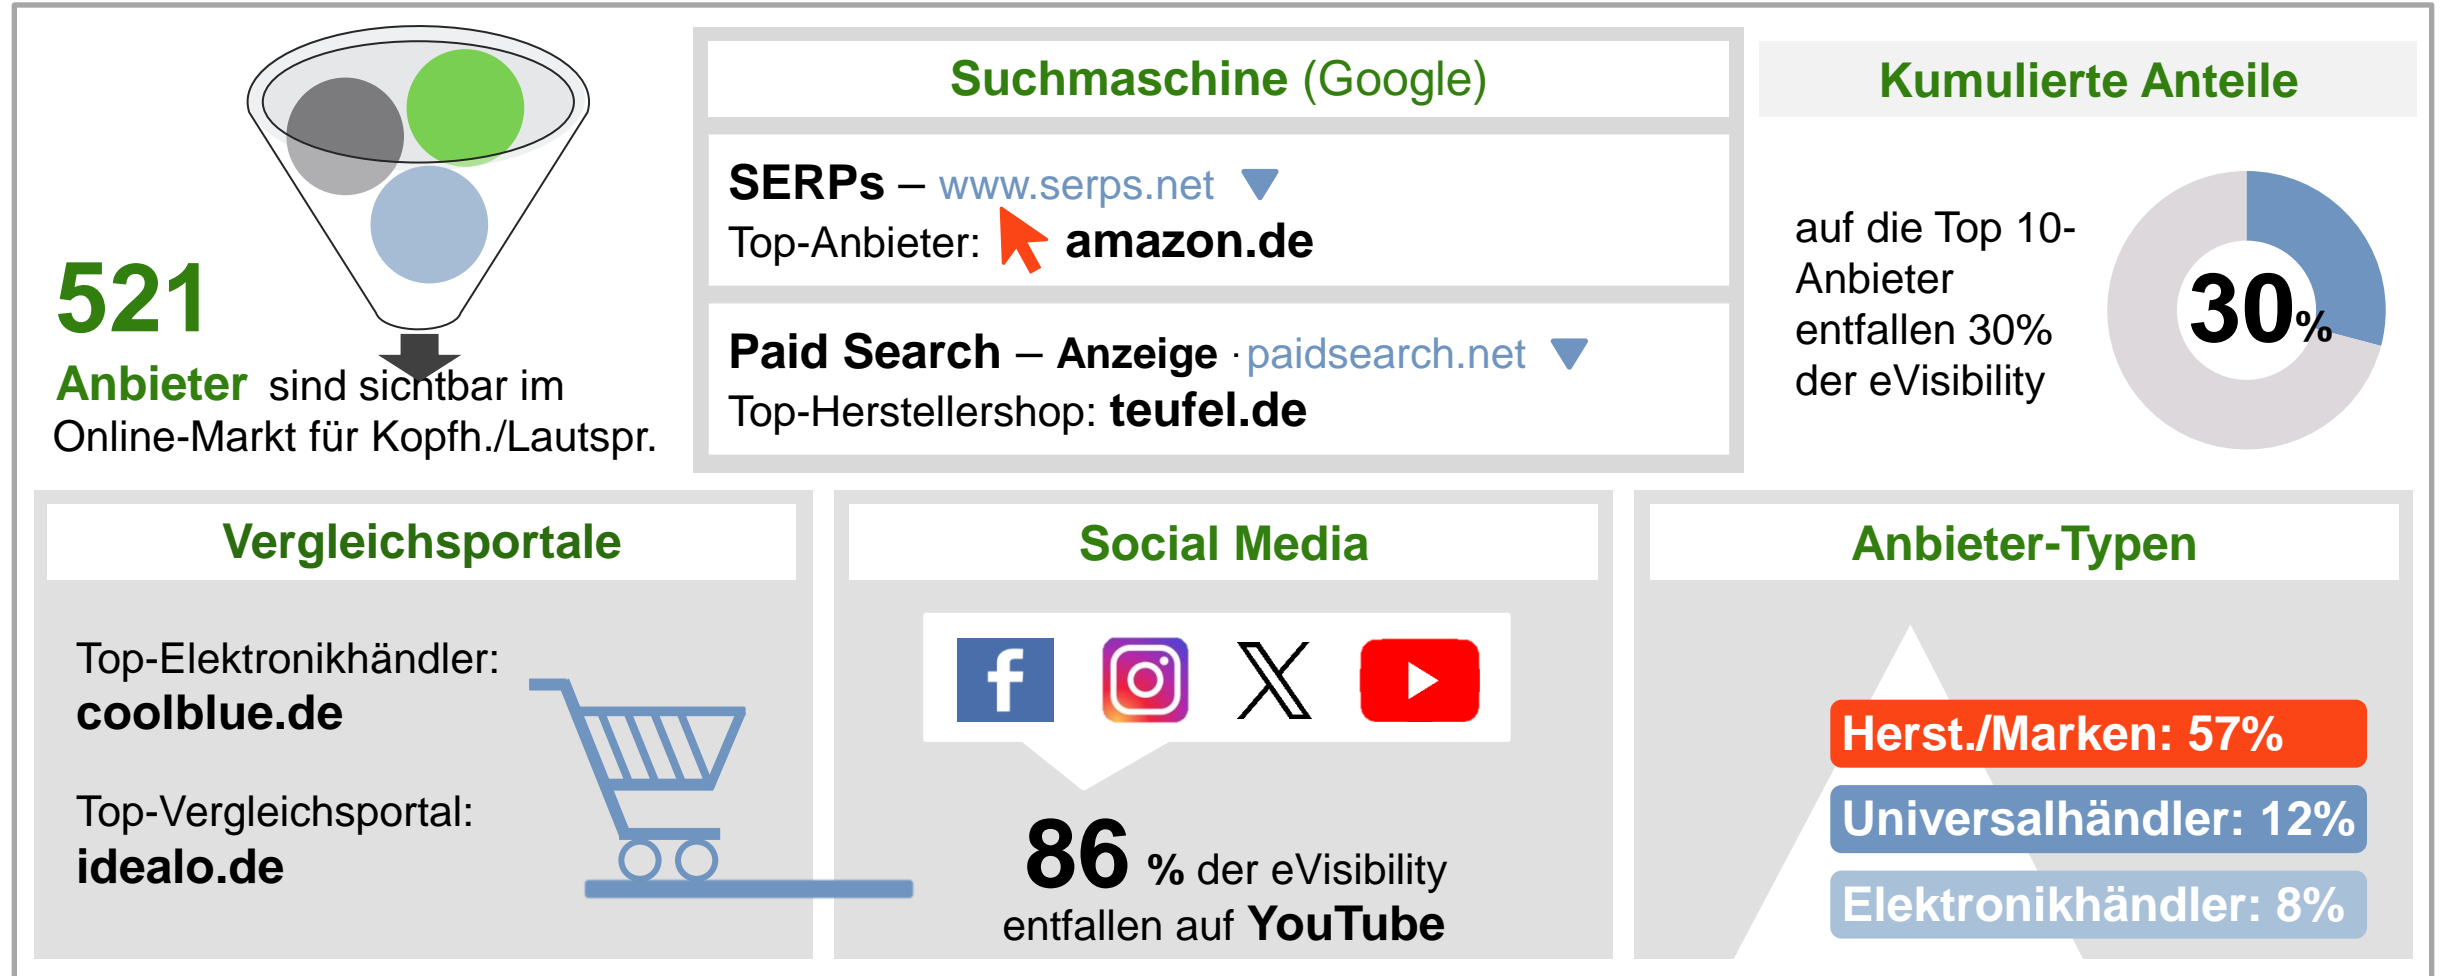 521
Anbieter sind sichtbar im
Online-Markt für Kopfh./Lautspr.
Suchmaschine (Google)
SERPs – www.serps.net
Top-Anbieter: amazon.de
Paid Search – Anzeige · paidsearch.net
Top-Herstellershop: teufel.de
Kumulierte Anteile
auf die Top 10-
Anbieter
entfallen 30%
der eVisibility
30%
Vergleichsportale
Top-Elektronikhändler:
coolblue.de
Top-Vergleichsportal:
idealo.de
Social Media
86 % der eVisibility
entfallen auf YouTube
Anbieter-Typen
Herst./Marken: 57%
Universalhändler: 12%
Elektronikhändler: 8%